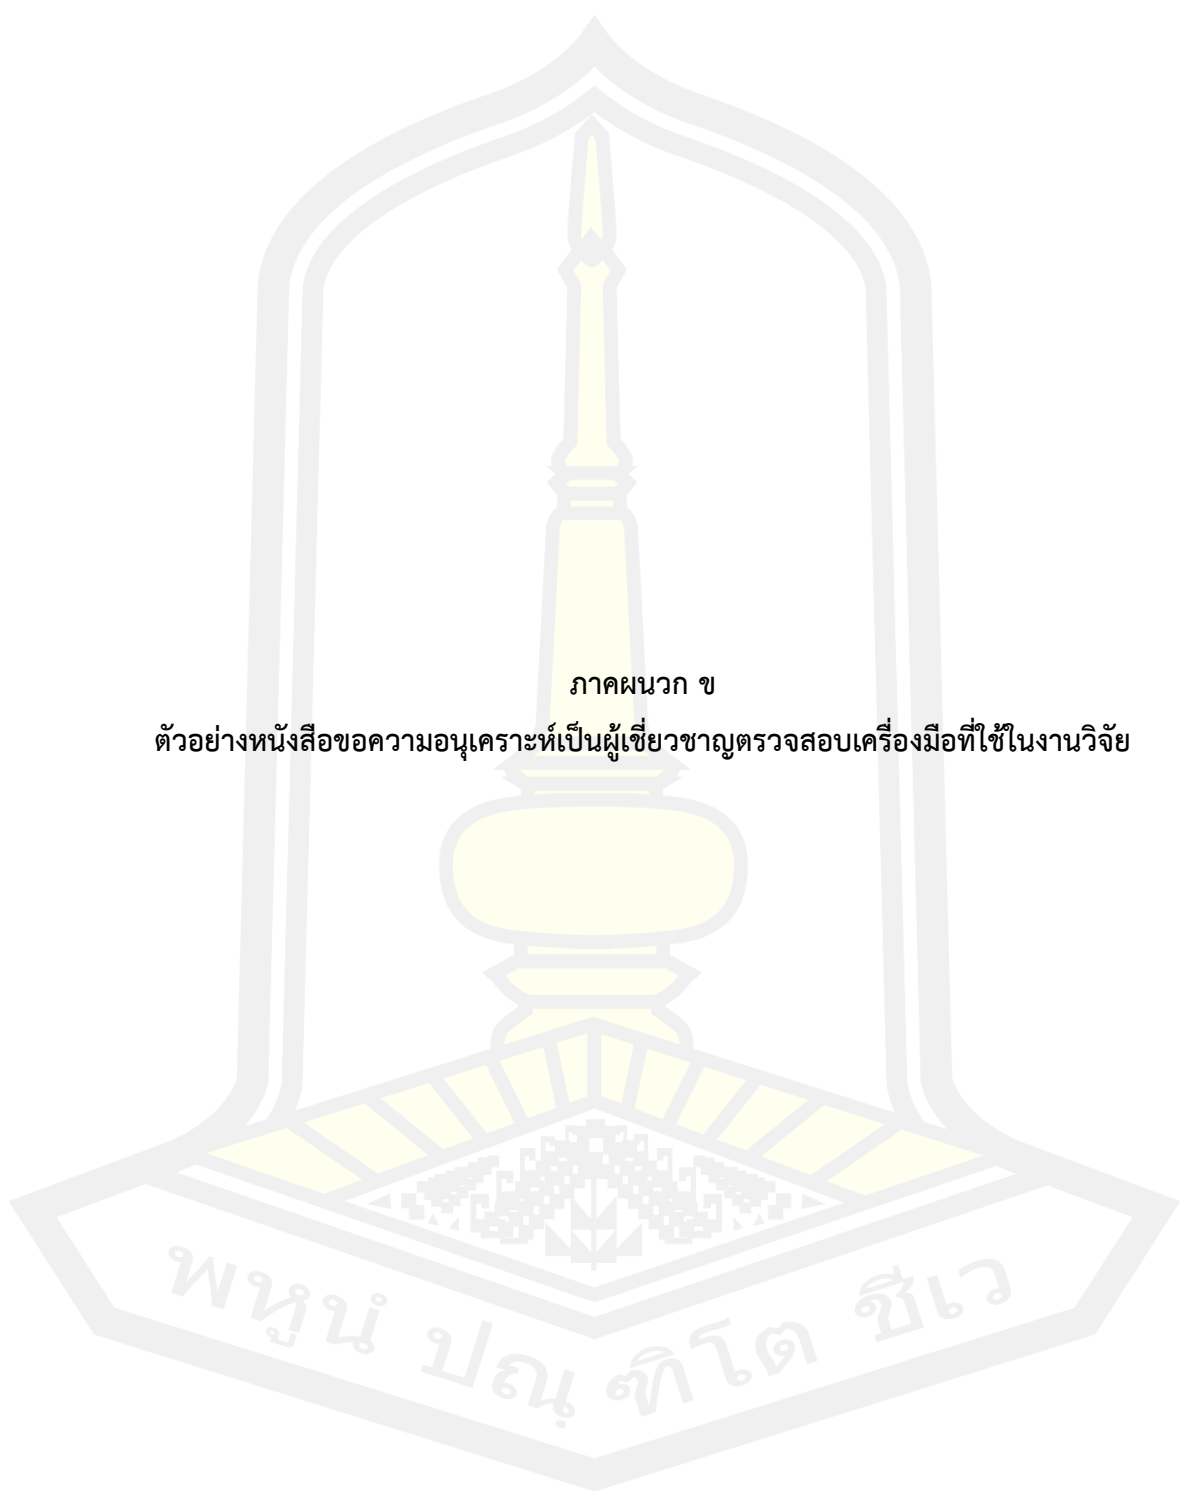 ภาคผนวก ข
ตัวอย่างหนังสือขอความอนุเคราะห์เป็นผู้เชี่ยวชาญตรวจสอบเครื่องมือที่ใช้ในงานวิจัย
พหูนํ ปณฺ ฑิโต ชีเว